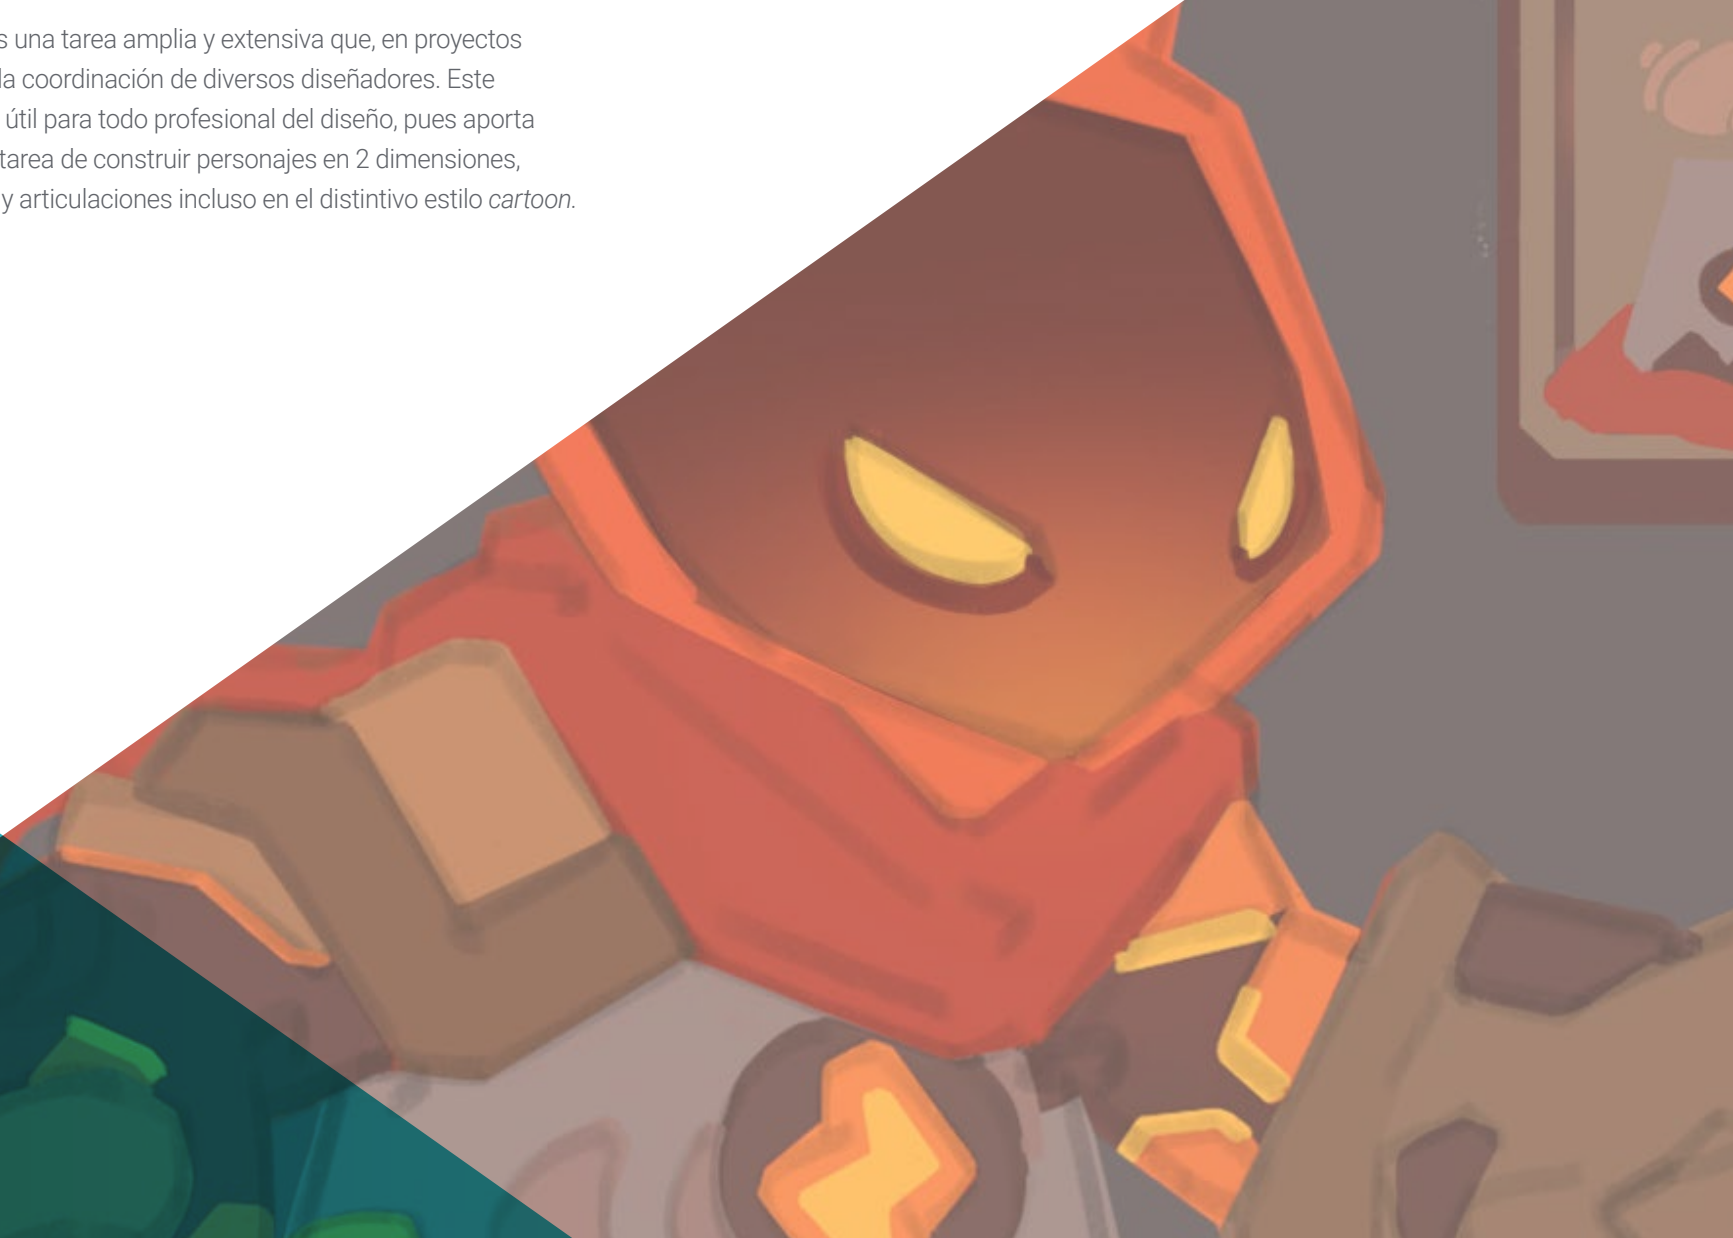 s una tarea amplia y extensiva que, en proyectos
la coordinación de diversos diseñadores. Este
útil para todo profesional del diseño, pues aporta
tarea de construir personajes en 2 dimensiones,
y articulaciones incluso en el distintivo estilo cartoon.